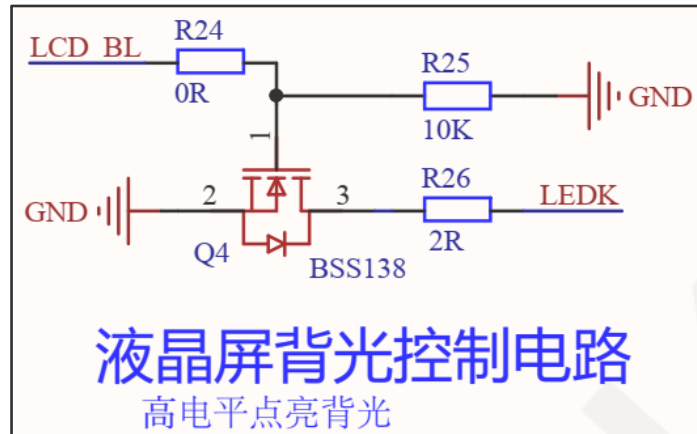 LCD_BL
R24
0R
R25
10K
GND
1
GND
2
3
R26
2R
LEDK
Q4
BSS138
液晶屏背光控制电路
高电平点亮背光